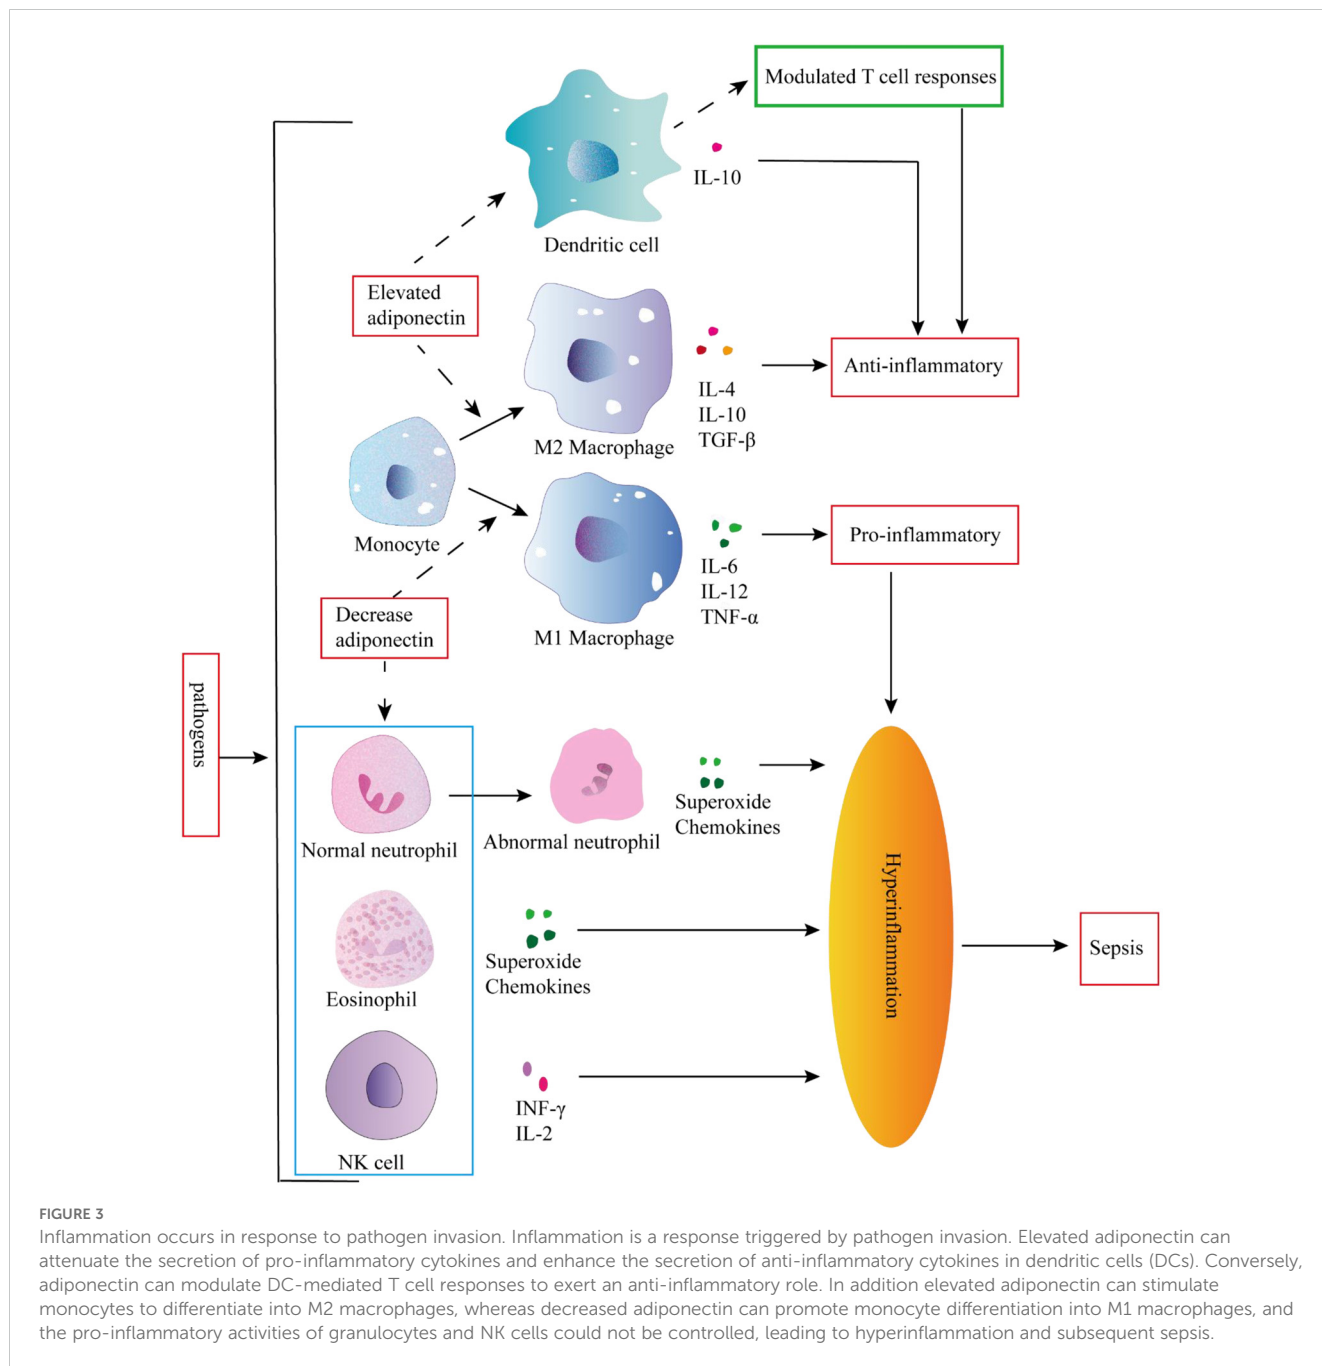 Modulated T cell responses
IL-10
Dendritic cell
Elevated
adiponectin
IL-4
IL-10
TGF-β
M2 Macrophage
Anti-inflammatory
Monocyte
IL-6
IL-12
TNF-α
M1 Macrophage
Pro-inflammatory
Decrease
adiponectin
pathogens
Normal neutrophil
Abnormal neutrophil
Superoxide
Chemokines
Eosinophil
Superoxide
Chemokines
NK cell
INF-γ
IL-2
Hyperinflammation
Sepsis
FIGURE 3
Inflammation occurs in response to pathogen invasion. Inflammation is a response triggered by pathogen invasion. Elevated adiponectin can
attenuate the secretion of pro-inflammatory cytokines and enhance the secretion of anti-inflammatory cytokines in dendritic cells (DCs). Conversely,
adiponectin can modulate DC-mediated T cell responses to exert an anti-inflammatory role. In addition elevated adiponectin can stimulate
monocytes to differentiate into M2 macrophages, whereas decreased adiponectin can promote monocyte differentiation into M1 macrophages, and
the pro-inflammatory activities of granulocytes and NK cells could not be controlled, leading to hyperinflammation and subsequent sepsis.